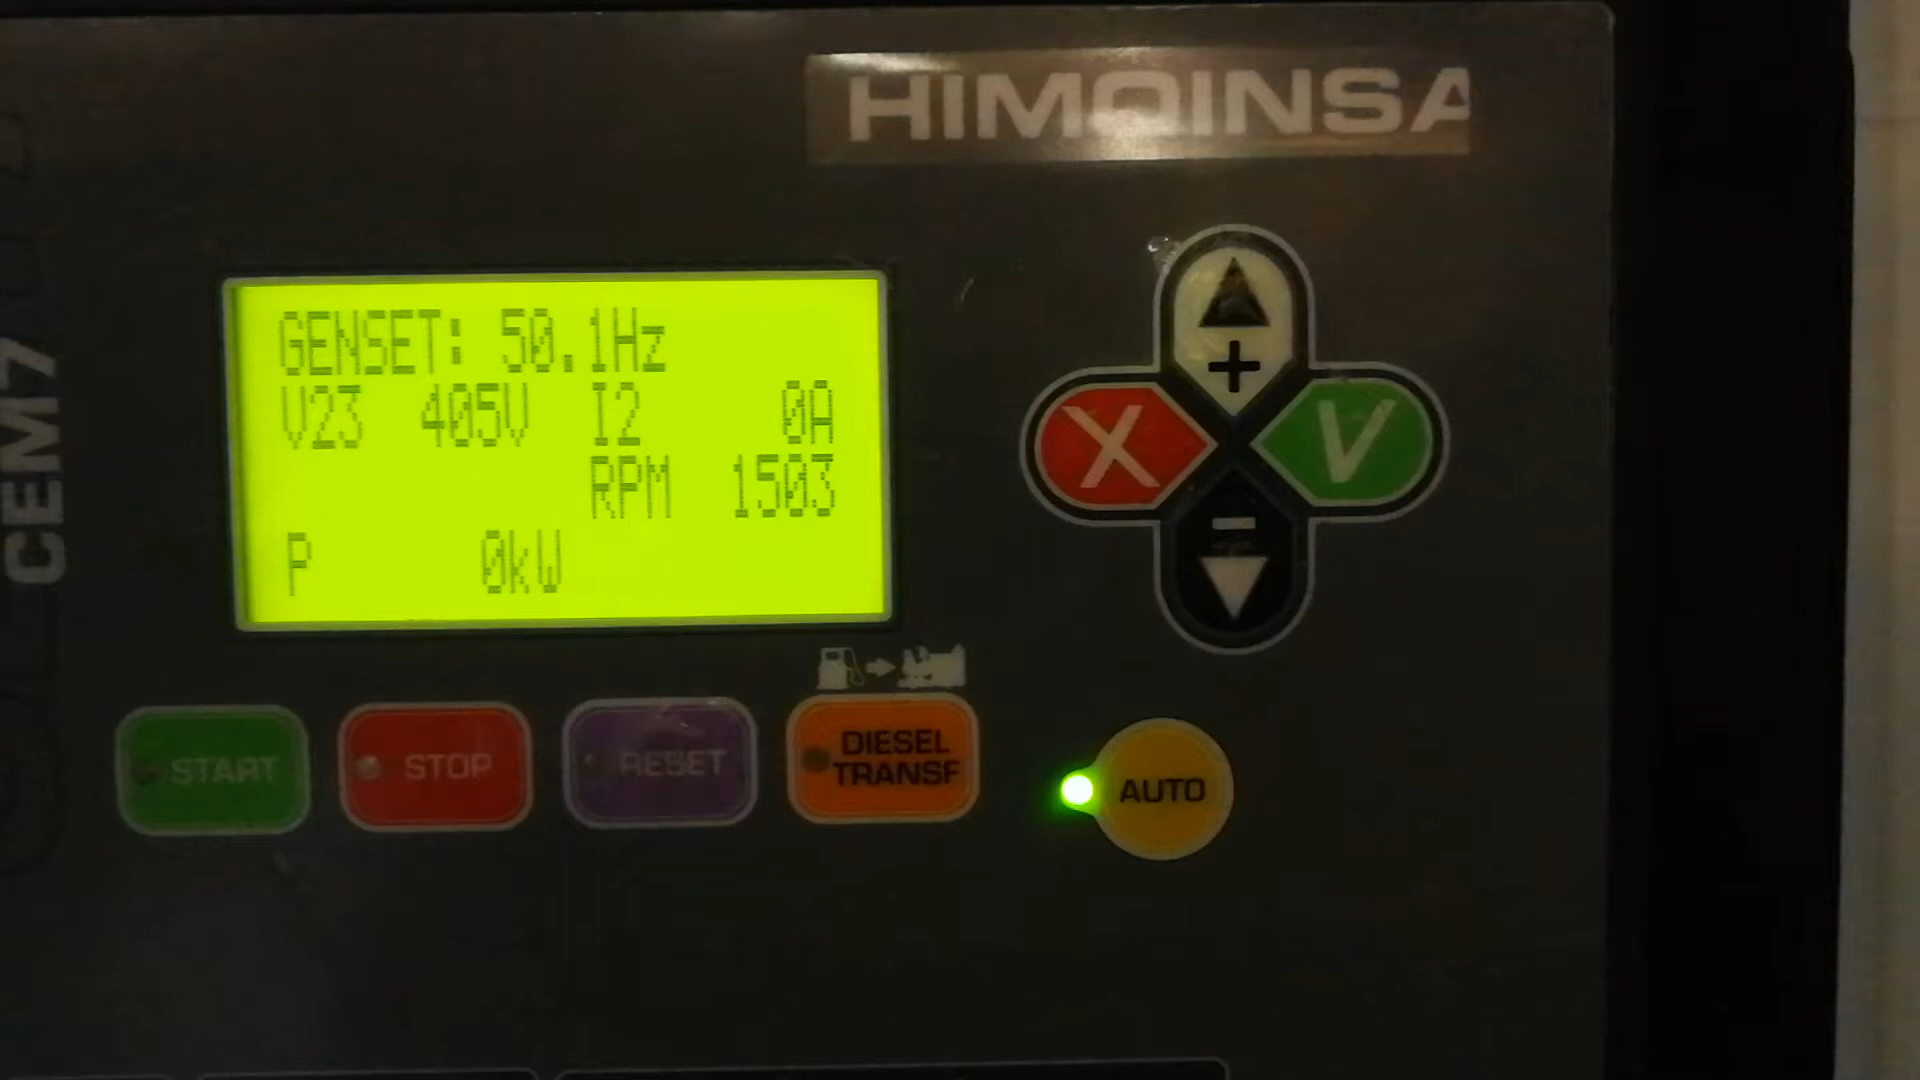 HIMOINSA
CEM7
GENSET: 50.1Hz
V23 405V I2 0A
RPM 1503
P 0kW
+
X V
-
START STOP RESET DIESEL TRANSF AUTO